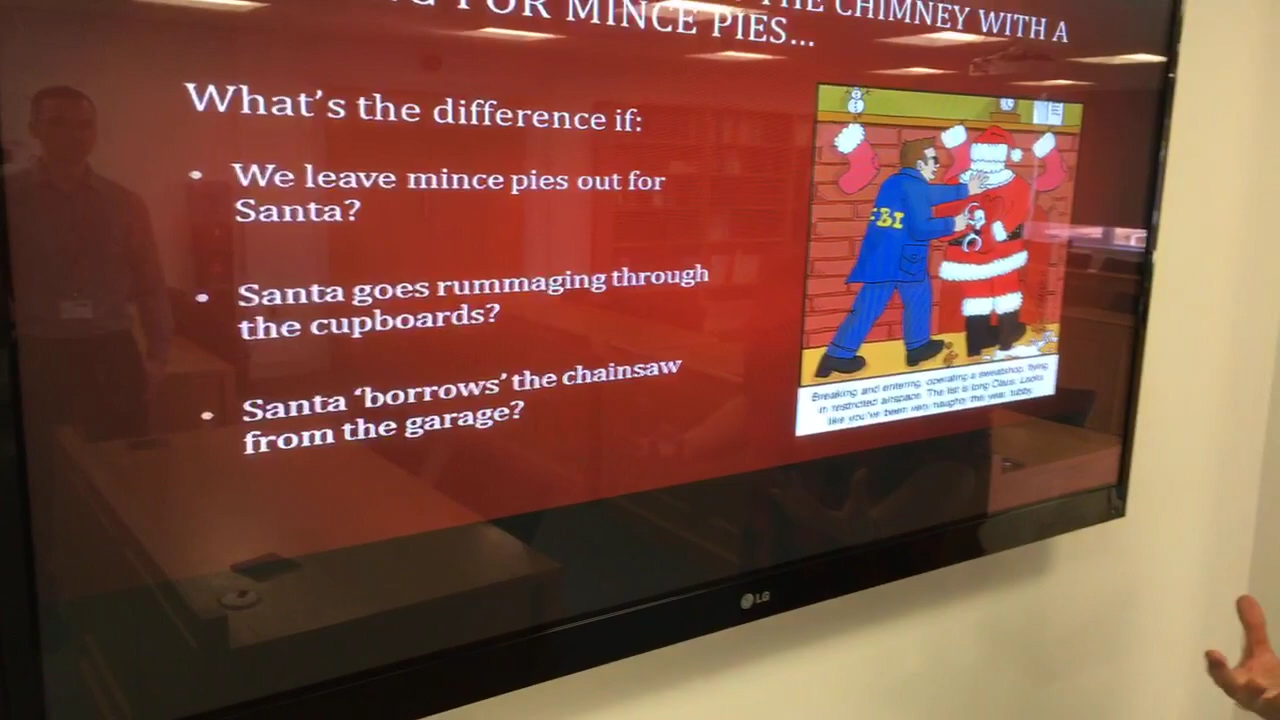 THE CHIMNEY WITH A
FOR MINCE PIES...
What's the difference if:
• We leave mince pies out for
Santa?
• Santa goes rummaging through
the cupboards?
• Santa 'borrows' the chainsaw
from the garage?
FBI
Breaking and entering, operating a sweatshop, flying
in restricted airspace. The list is long Claus. Looks
like you've been very naughty this year, tubby.
LG